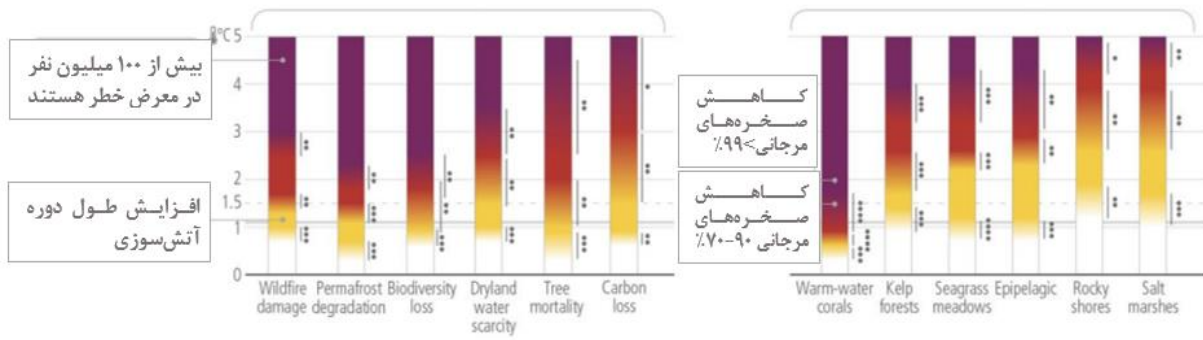 °C 5
4
3
2
1.5
1
0
بیش از ۱۰۰ میلیون نفر
در معرض خطر هستند
افزایش طول دوره
آتش‌سوزی
Wildfire damage
Permafrost degradation
Biodiversity loss
Dryland water scarcity
Tree mortality
Carbon loss
کاهش
صخره‌های
مرجانی>۹۹٪
کاهش
صخره‌های
مرجانی ۹۰-۷۰٪
Warm-water corals
Kelp forests
Seagrass meadows
Epipelagic
Rocky shores
Salt marshes